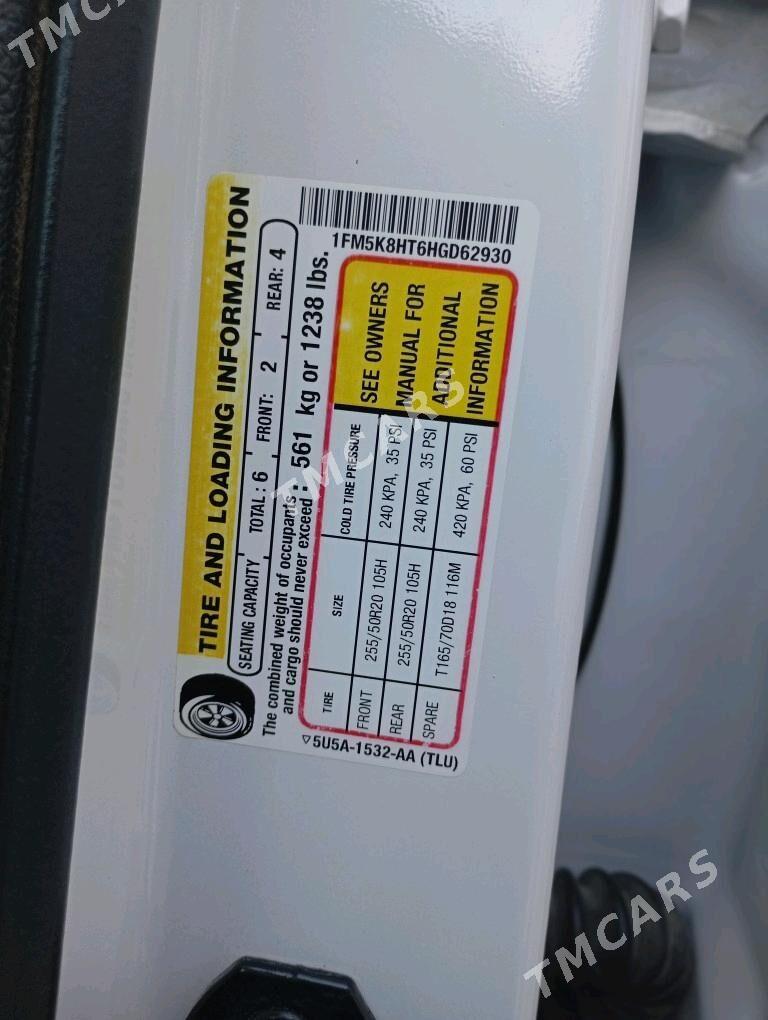 TMCARS
TIRE AND LOADING INFORMATION
SEATING CAPACITY TOTAL : 6 FRONT: 2 REAR: 4
The combined weight of occupants
and cargo should never exceed : 561 kg or 1238 lbs.
1FM5K8HT6HGD62930
TIRE SIZE COLD TIRE PRESSURE
FRONT 255/50R20 105H 240 KPA, 35 PSI
REAR 255/50R20 105H 240 KPA, 35 PSI
SPARE T165/70D18 116M 420 KPA, 60 PSI
SEE OWNERS
MANUAL FOR
ADDITIONAL
INFORMATION
5U5A-1532-AA (TLU)
TMCARS
TMCARS